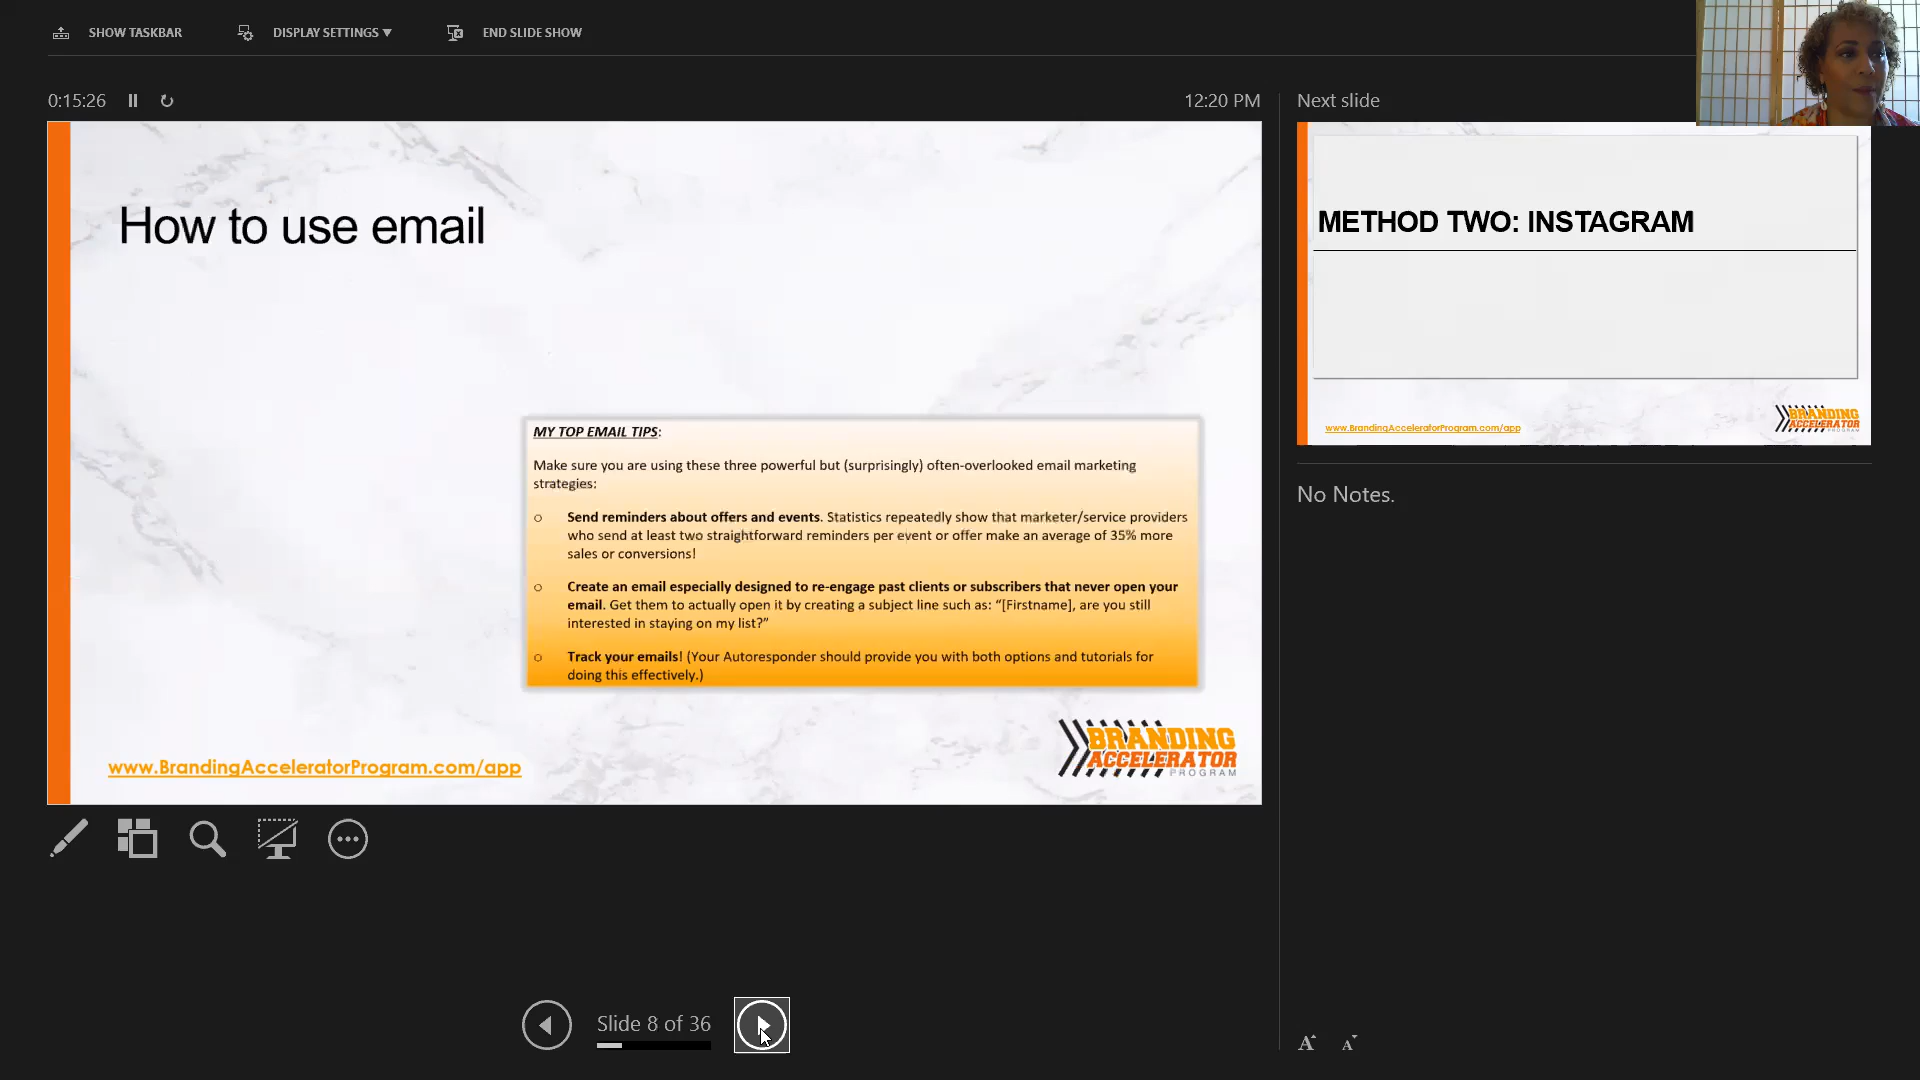 SHOW TASKBAR
DISPLAY SETTINGS ▼
END SLIDE SHOW
0:15:26
12:20 PM
How to use email
MY TOP EMAIL TIPS:
Make sure you are using these three powerful but (surprisingly) often-overlooked email marketing
strategies:
o Send reminders about offers and events. Statistics repeatedly show that marketer/service providers
who send at least two straightforward reminders per event or offer make an average of 35% more
sales or conversions!
o Create an email especially designed to re-engage past clients or subscribers that never open your
email. Get them to actually open it by creating a subject line such as: “[Firstname], are you still
interested in staying on my list?”
o Track your emails! (Your Autoresponder should provide you with both options and tutorials for
doing this effectively.)
www.BrandingAcceleratorProgram.com/app
BRANDING
ACCELERATOR
PROGRAM
Slide 8 of 36
Next slide
METHOD TWO: INSTAGRAM
www.BrandingAcceleratorProgram.com/app
BRANDING
ACCELERATOR
PROGRAM
No Notes.
A A